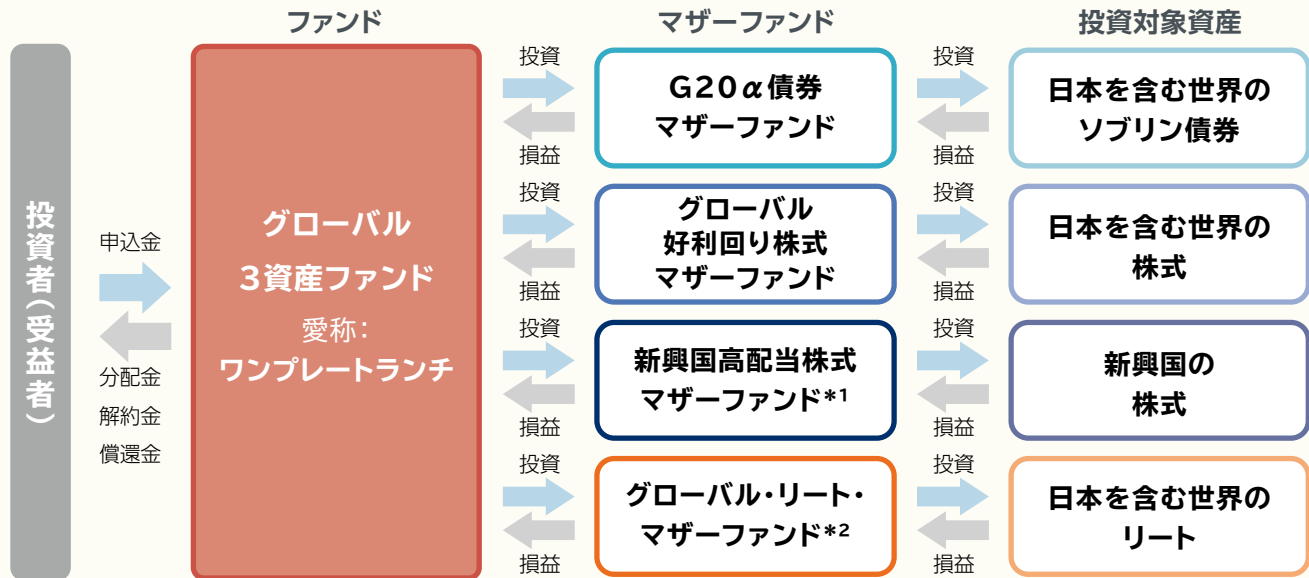 ファンド
マザーファンド
投資対象資産
投資者(受益者)
申込金
分配金
解約金
償還金
グローバル
3資産ファンド
愛称:
ワンプレートランチ
投資
損益
G20α債券
マザーファンド
投資
損益
日本を含む世界の
ソブリン債券
投資
損益
グローバル
好利回り株式
マザーファンド
投資
損益
日本を含む世界の
株式
投資
損益
新興国高配当株式
マザーファンド*1
投資
損益
新興国の
株式
投資
損益
グローバル・リート・
マザーファンド*2
投資
損益
日本を含む世界の
リート